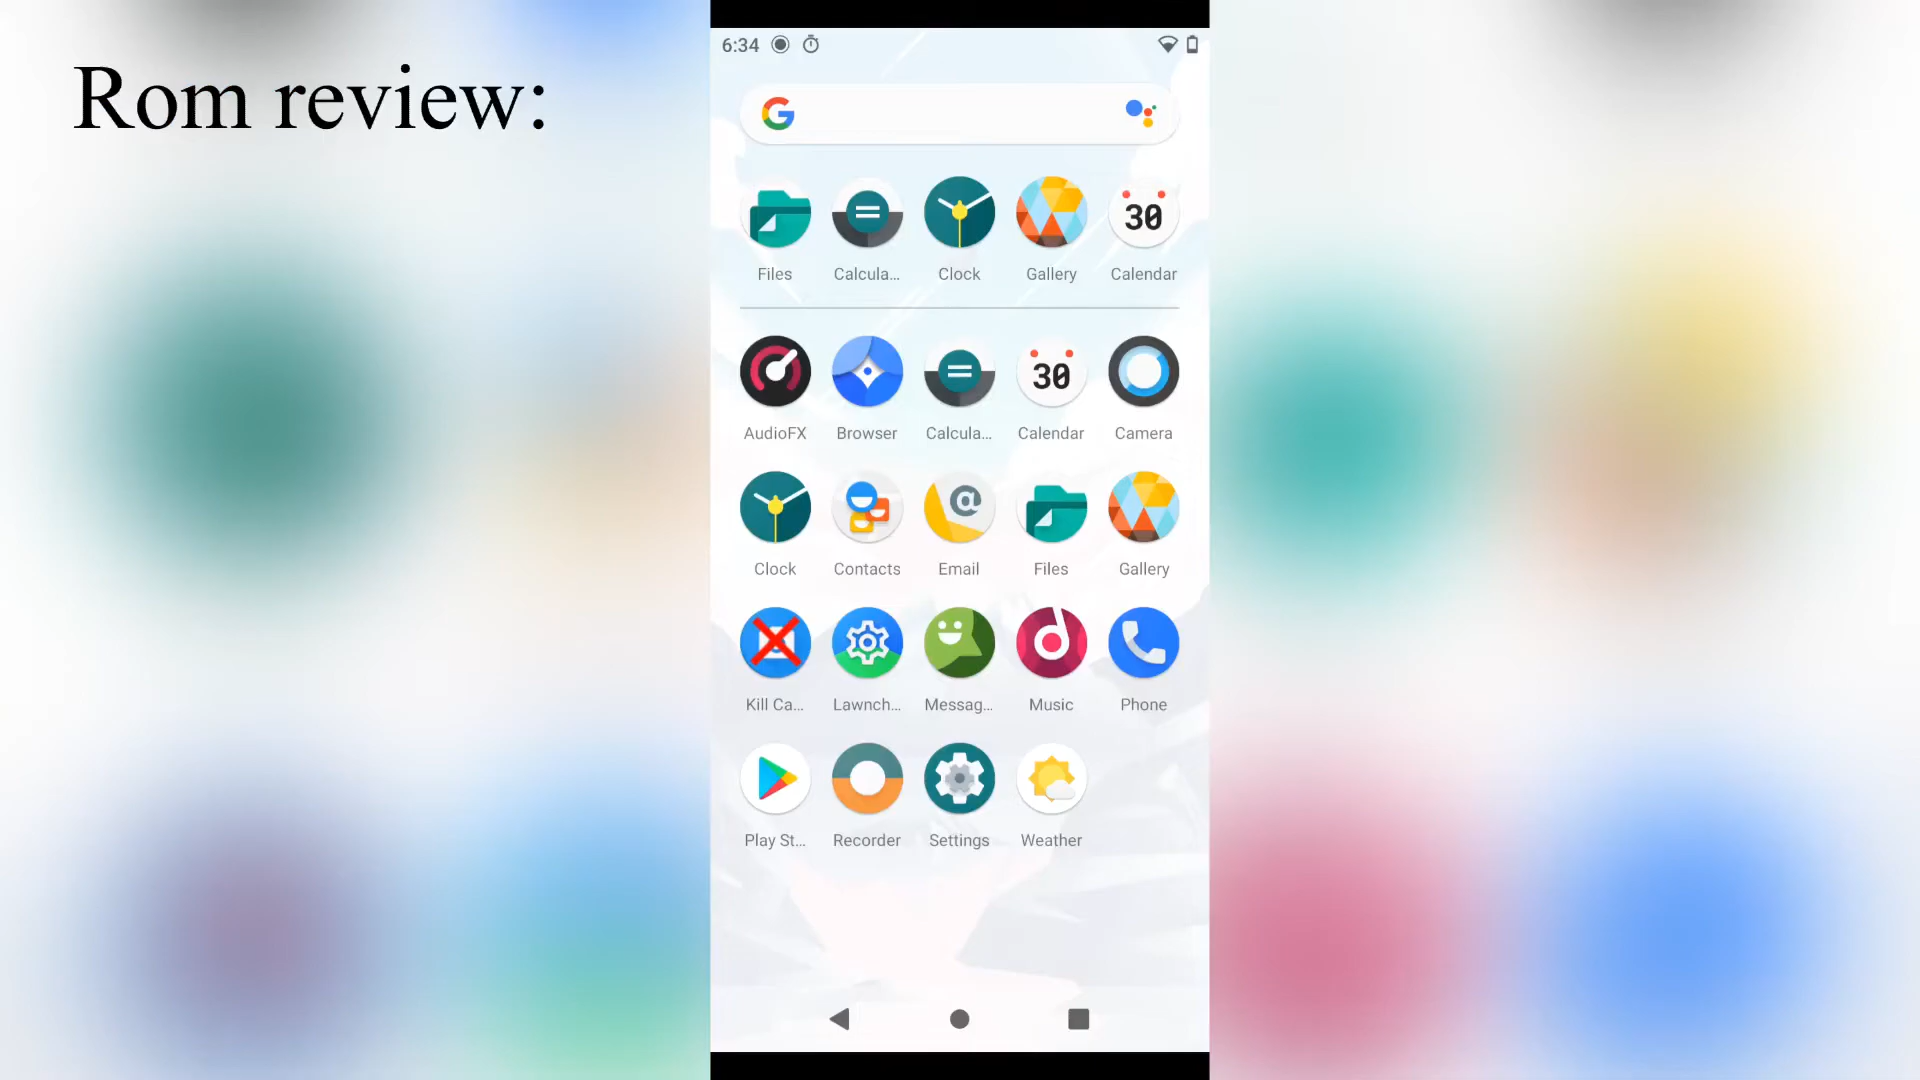 Rom review:
6:34
Files Calcula... Clock Gallery Calendar
30
AudioFX Browser Calcula... Calendar Camera
30
Clock Contacts Email Files Gallery
@
Kill Ca... Lawnch... Messag... Music Phone
Play St... Recorder Settings Weather